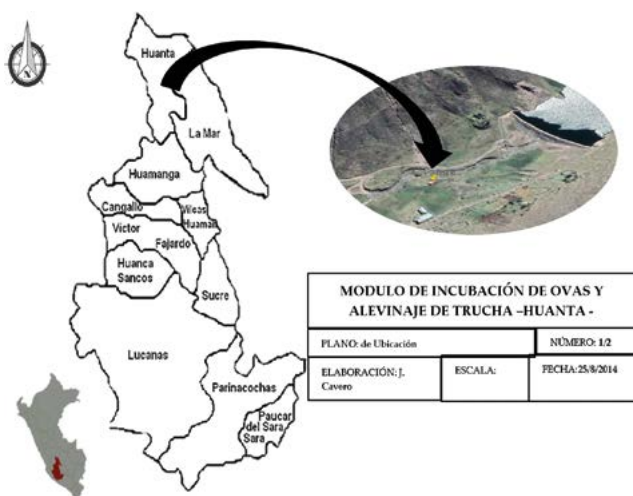 N
Huanta
La Mar
Huamanga
Cangallo
Vilcas
Huamán
Victor
Fajardo
Huanca
Sancos
Sucre
Lucanas
Parinacochas
Paucar
del Sara
Sara
MODULO DE INCUBACIÓN DE OVAS Y
ALEVINAJE DE TRUCHA –HUANTA -
PLANO: de Ubicación
NÚMERO: 1/2
ELABORACIÓN: J.
Cavero
ESCALA:
FECHA:25/8/2014